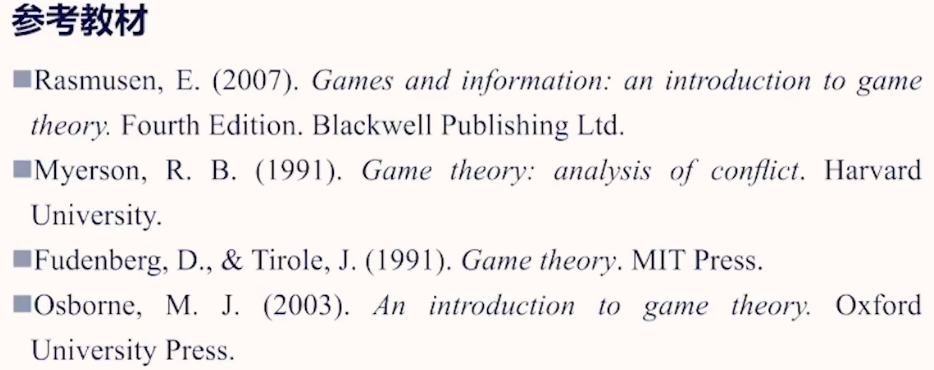 参考教材
■Rasmusen, E. (2007). Games and information: an introduction to game
theory. Fourth Edition. Blackwell Publishing Ltd.
■Myerson, R. B. (1991). Game theory: analysis of conflict. Harvard
University.
■Fudenberg, D., & Tirole, J. (1991). Game theory. MIT Press.
■Osborne, M. J. (2003). An introduction to game theory. Oxford
University Press.